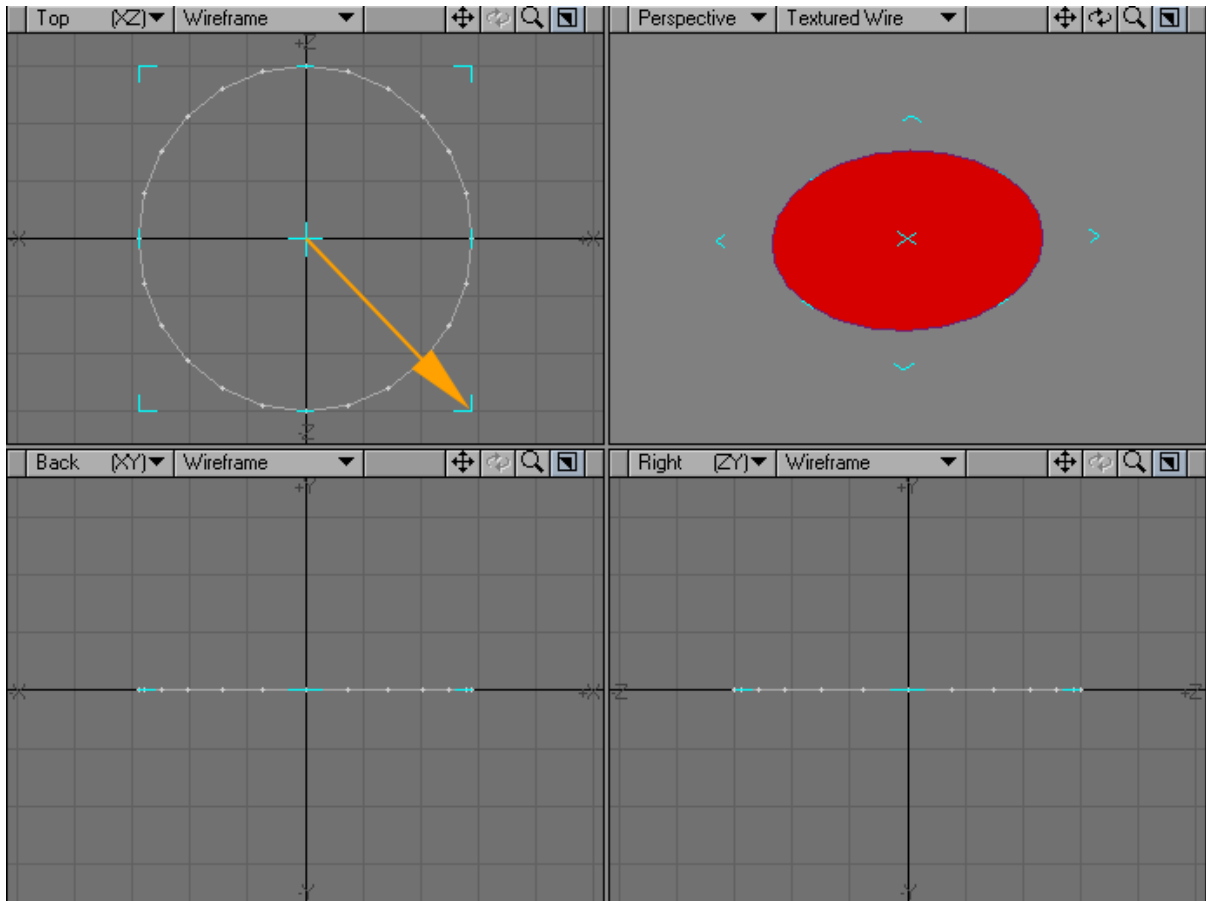 Top (XZ) Wireframe
Perspective Textured Wire
+Z
-X +X
-Z
Back (XY) Wireframe
Right (ZY) Wireframe
+Y +Y
-X +X -Z +Z
-Y -Y